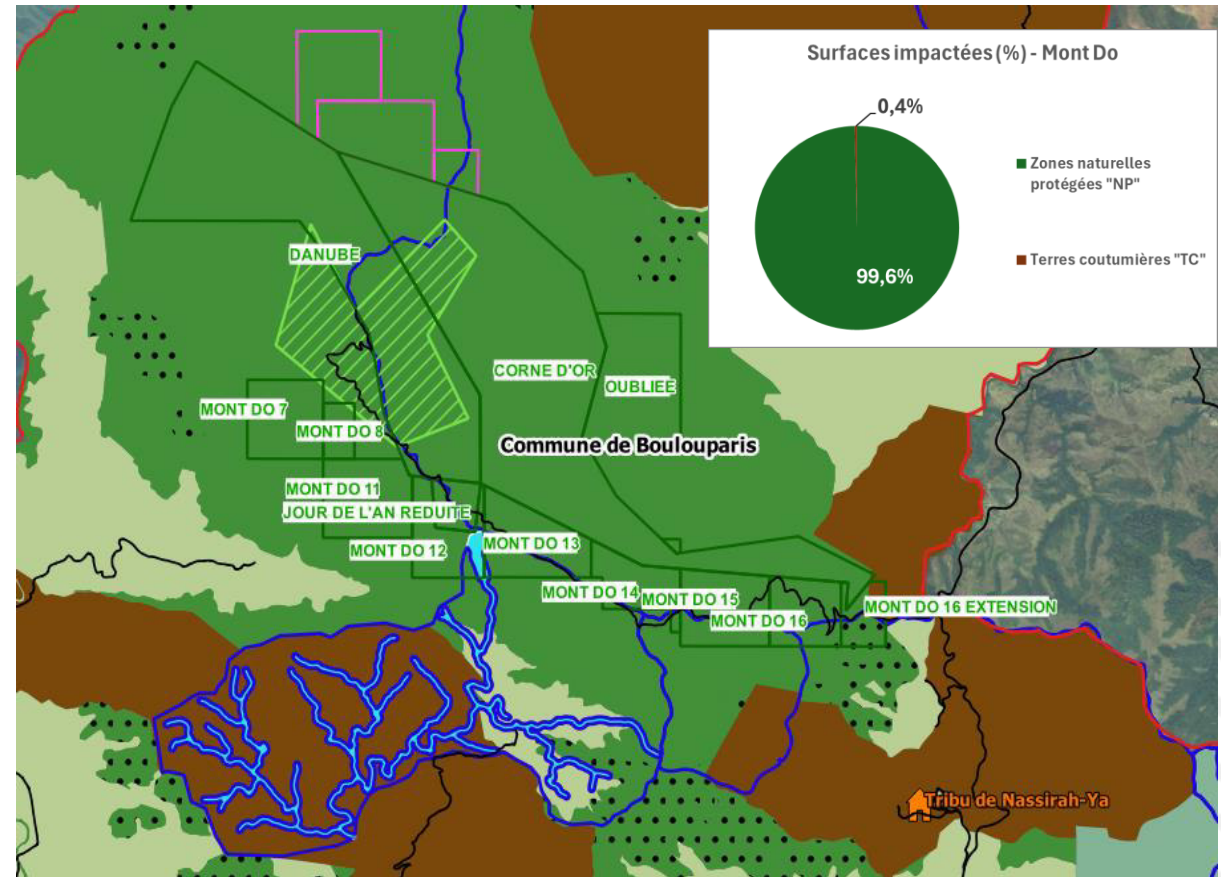 Surfaces impactées (%) - Mont Do
0,4%
Zones naturelles
protégées "NP"
99,6%
Terres coutumières "TC"
DANUBE
CORNE D'OR
OUBLIEE
MONT DO 7
MONT DO 8
Commune de Boulouparis
MONT DO 11
JOUR DE L'AN REDUITE
MONT DO 12
MONT DO 13
MONT DO 14
MONT DO 15
MONT DO 16
MONT DO 16 EXTENSION
Tribu de Nassirah-Ya